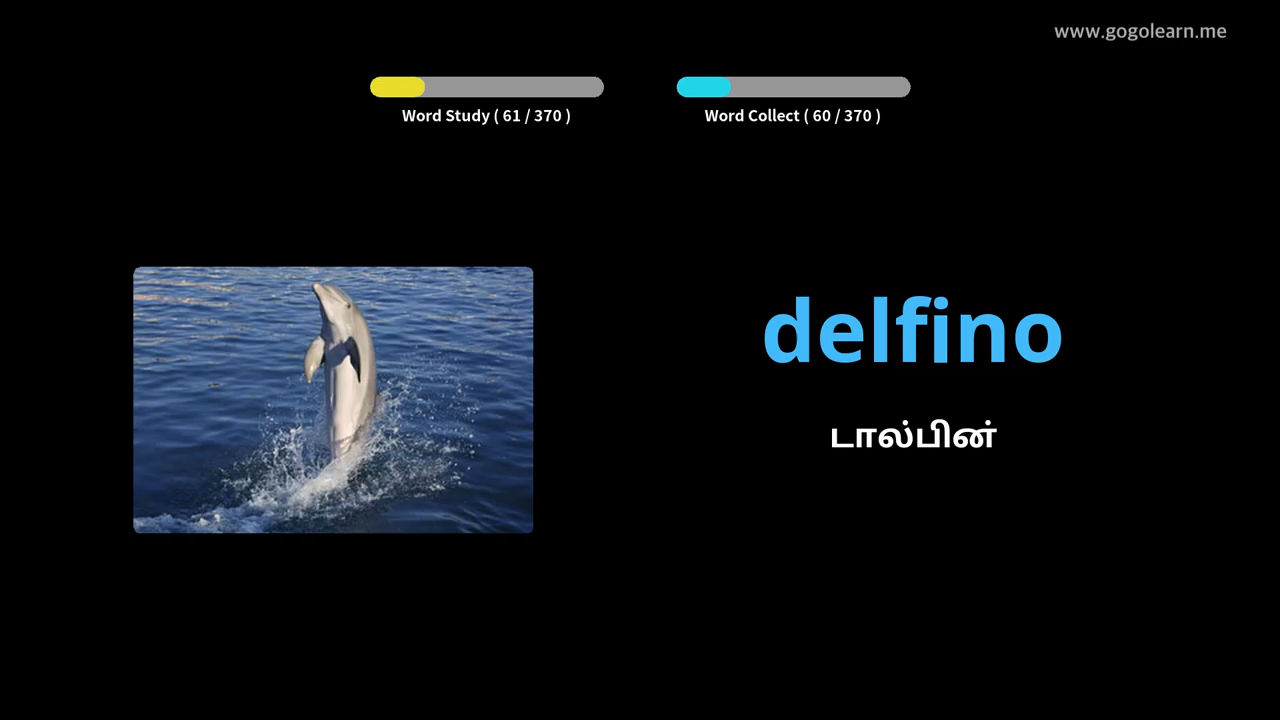 www.gogolearn.me
Word Study ( 61 / 370 )
Word Collect ( 60 / 370 )
delfino
டால்பின்